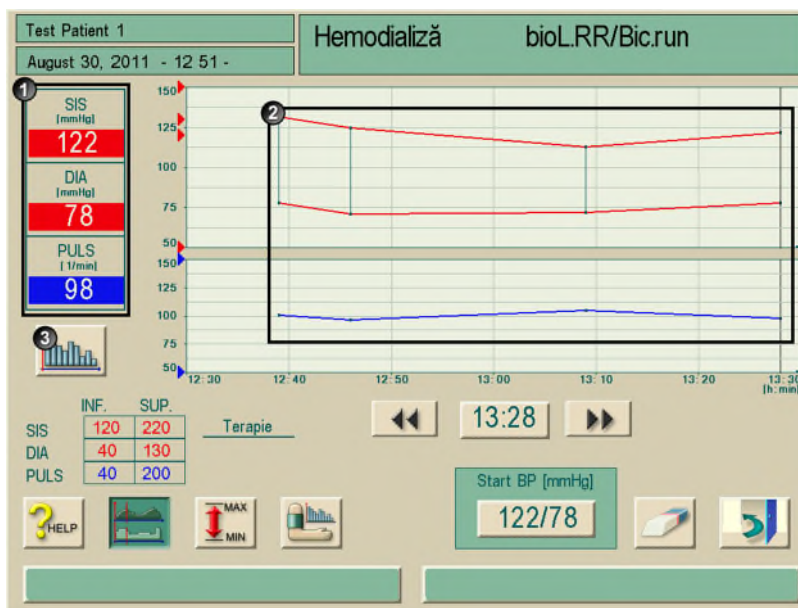 Test Patient 1
August 30, 2011 - 12 51 -
Hemodializă bioL.RR/Bic.run
1
SIS
[mmHg]
122
DIA
[mmHg]
78
PULS
[ 1/min]
98
3
2
150
125
100
75
50
150
125
100
75
50
12:30 12:40 12:50 13:00 13:10 13:20 13:30
[h:min]
INF. SUP.
SIS 120 220
DIA 40 130
PULS 40 200
Terapie
13:28
Start BP [mmHg]
122/78
HELP
MAX
MIN